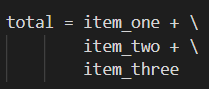 total = item_one + \
item_two + \
item_three